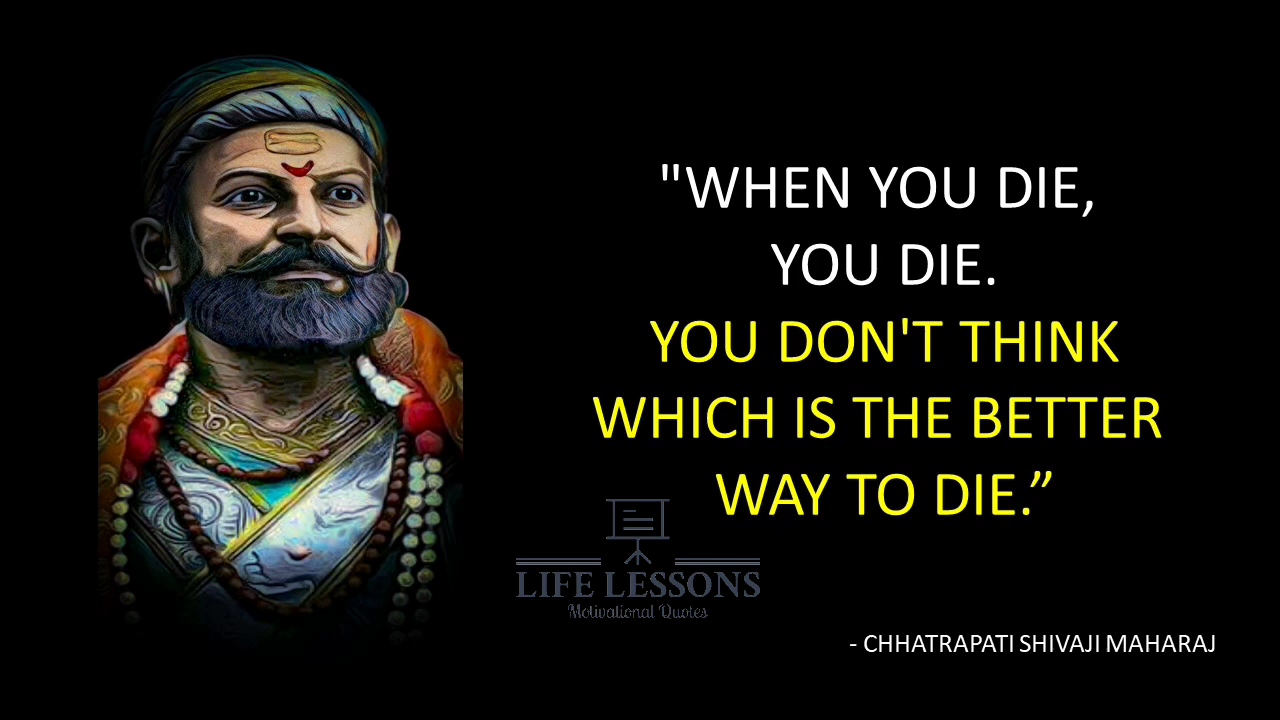 "WHEN YOU DIE,
YOU DIE.
YOU DON'T THINK
WHICH IS THE BETTER
WAY TO DIE.”
LIFE LESSONS
Motivational Quotes
- CHHATRAPATI SHIVAJI MAHARAJ